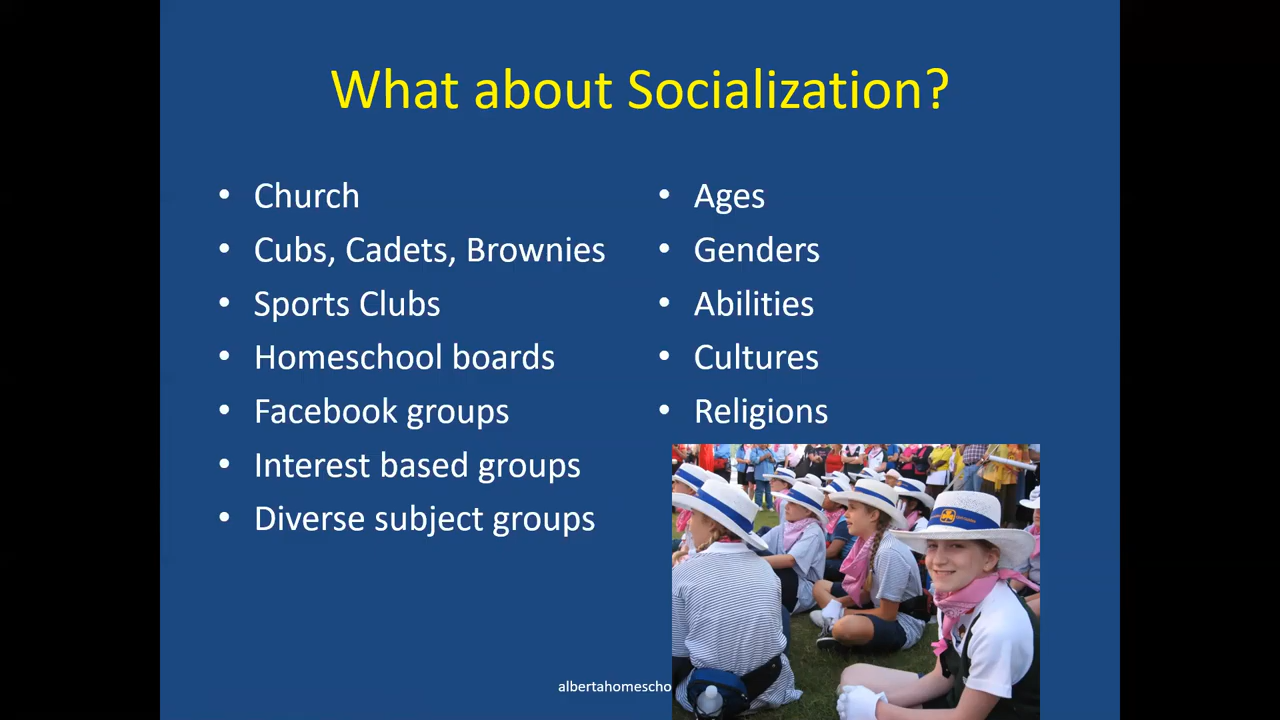 What about Socialization?
• Church
• Cubs, Cadets, Brownies
• Sports Clubs
• Homeschool boards
• Facebook groups
• Interest based groups
• Diverse subject groups
• Ages
• Genders
• Abilities
• Cultures
• Religions
albertahomescho